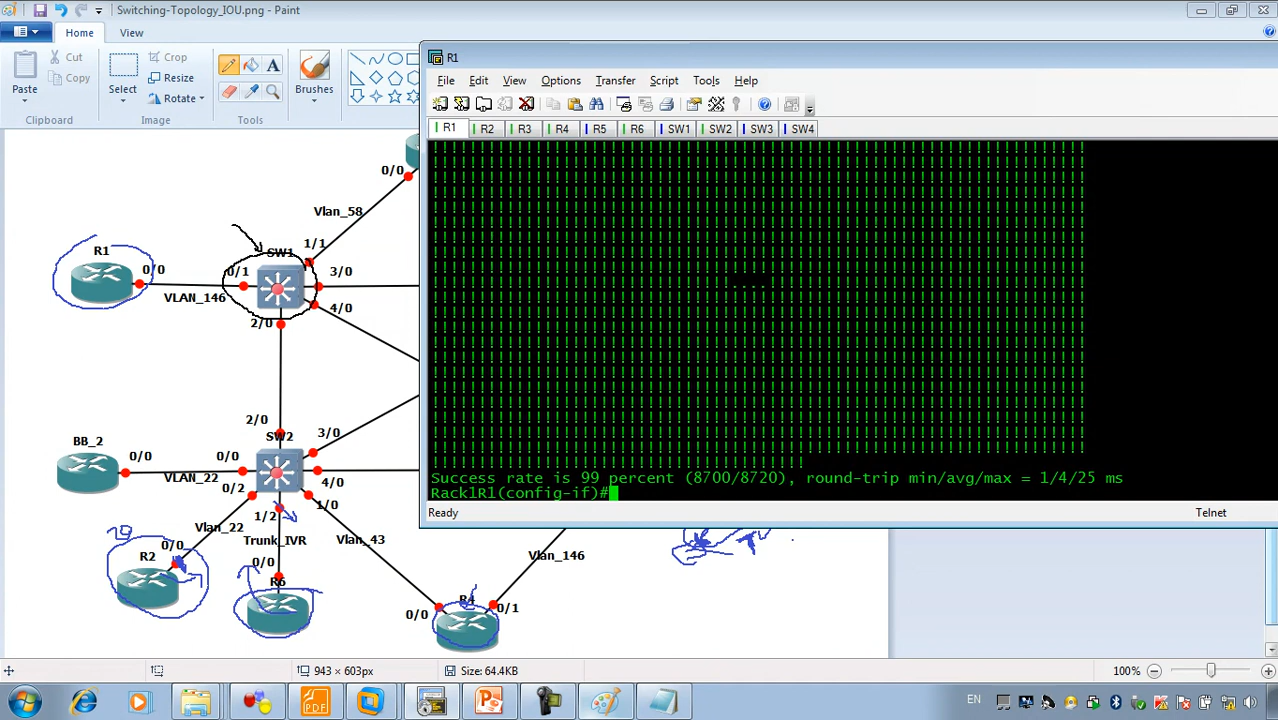 Switching-Topology_IOU.png - Paint
Home
View
Paste
Cut
Copy
Clipboard
Select
Crop
Resize
Rotate
Image
Tools
Brushes
R1
File Edit View Options Transfer Script Tools Help
R1 R2 R3 R4 R5 R6 SW1 SW2 SW3 SW4
Success rate is 99 percent (8700/8720), round-trip min/avg/max = 1/4/25 ms
Rack1R1(config-if)#
Ready
Telnet
0/0
Vlan_58
1/1
R1
0/0
VLAN_146
0/1
SW1
3/0
4/0
2/0
2/0
SW2
3/0
BB_2
0/0
VLAN_22
0/0
4/0
0/2
1/0
1/2
Vlan_22
Trunk_IVR
Vlan_43
Vlan_146
R2
0/0
0/0
R6
R4
0/0
0/1
943 × 603px
Size: 64.4KB
100%
EN
PDF